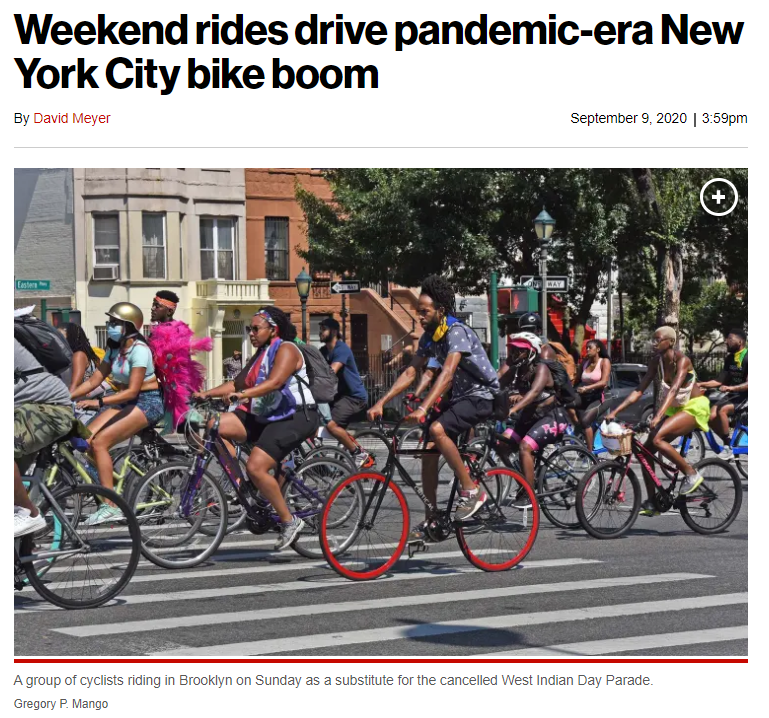 Weekend rides drive pandemic-era New
York City bike boom
By David Meyer
September 9, 2020 | 3:59pm
Eastern
WAY
A group of cyclists riding in Brooklyn on Sunday as a substitute for the cancelled West Indian Day Parade.
Gregory P. Mango